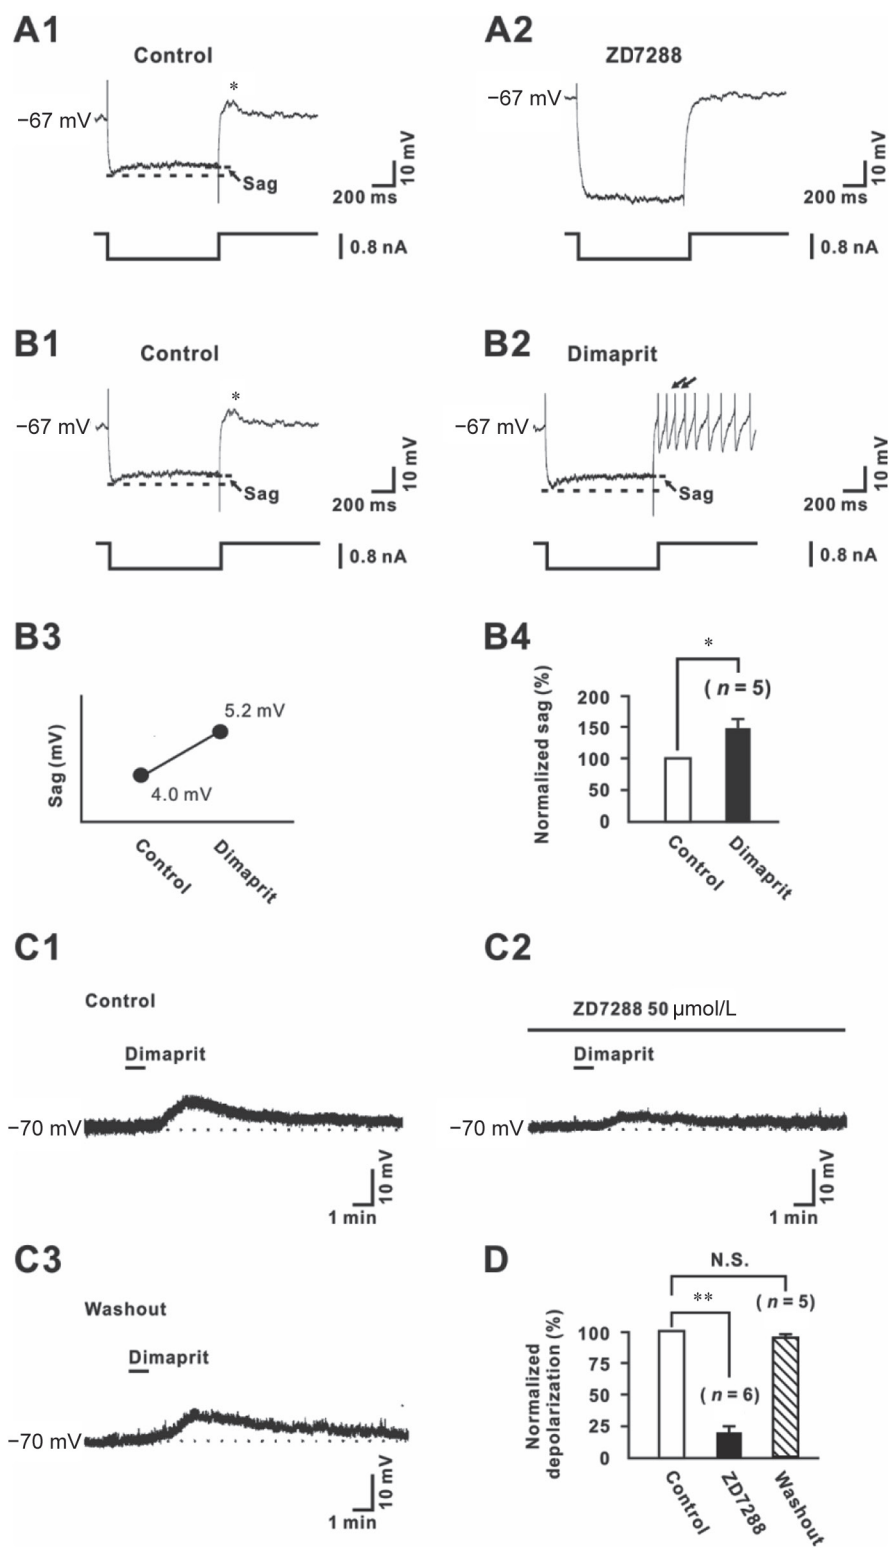 A1
Control
*
−67 mV
Sag
10 mV
200 ms
0.8 nA
A2
ZD7288
−67 mV
10 mV
200 ms
0.8 nA
B1
Control
*
−67 mV
Sag
10 mV
200 ms
0.8 nA
B2
Dimaprit
−67 mV
Sag
10 mV
200 ms
0.8 nA
B3
Sag (mV)
5.2 mV
4.0 mV
Control
Dimaprit
B4
Normalized sag (%)
*
( n = 5)
200
150
100
50
0
Control
Dimaprit
C1
Control
Dimaprit
−70 mV
10 mV
1 min
C2
ZD7288 50 μmol/L
Dimaprit
−70 mV
10 mV
1 min
C3
Washout
Dimaprit
−70 mV
10 mV
1 min
D
N.S.
**
( n = 5)
( n = 6)
Normalized
depolarization (%)
100
75
50
25
0
Control
ZD7288
Washout